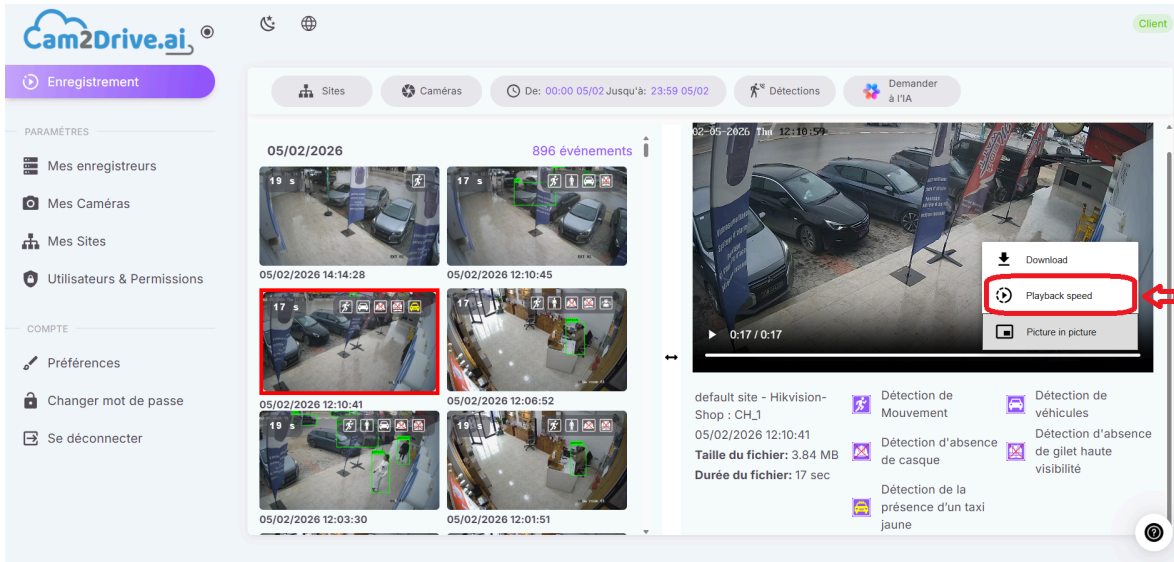 Cam2Drive.ai
Client
Enregistrement
PARAMÈTRES
Mes enregistreurs
Mes Caméras
Mes Sites
Utilisateurs & Permissions
COMPTE
Préférences
Changer mot de passe
Se déconnecter
Sites
Caméras
De: 00:00 05/02 Jusqu'à: 23:59 05/02
Détections
Demander
à l'IA
05/02/2026
896 événements
19 s
17 s
05/02/2026 14:14:28
05/02/2026 12:10:45
17 s
17 s
05/02/2026 12:10:41
05/02/2026 12:06:52
19 s
19 s
05/02/2026 12:03:30
05/02/2026 12:01:51
02-05-2026 Thu 12:10:59
Download
Playback speed
Picture in picture
0:17 / 0:17
default site - Hikvision-
Shop : CH_1
05/02/2026 12:10:41
Taille du fichier: 3.84 MB
Durée du fichier: 17 sec
Détection de
Mouvement
Détection de
véhicules
Détection d'absence
de casque
Détection d'absence
de gilet haute
visibilité
Détection de la
présence d'un taxi
jaune